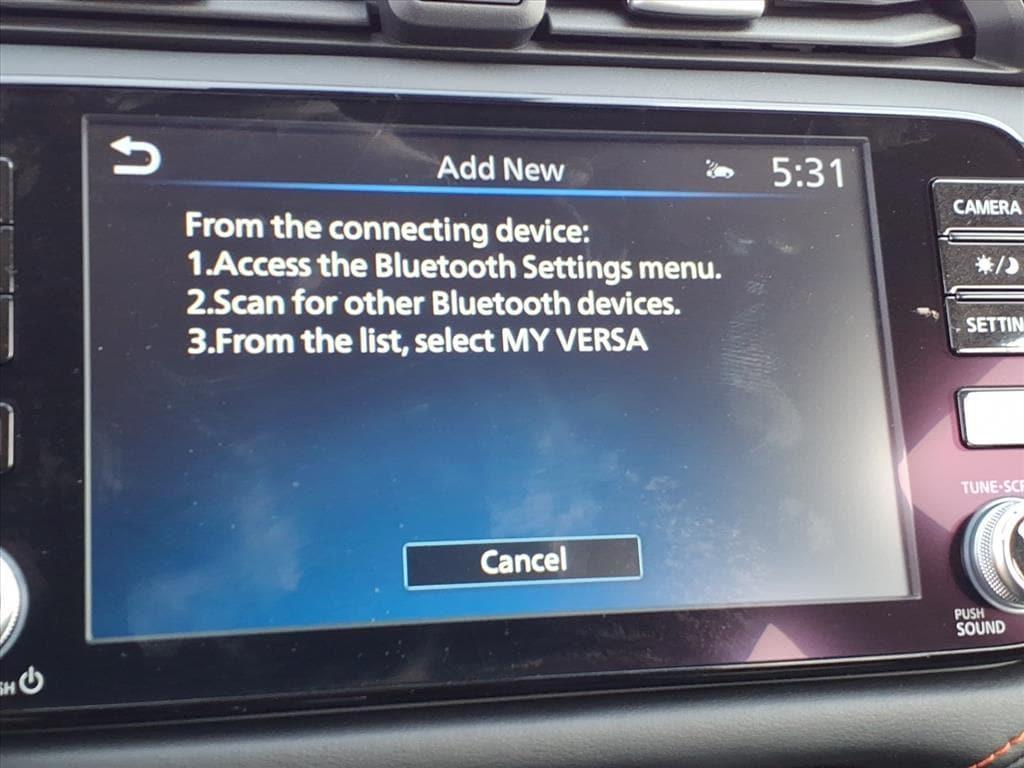 Add New
5:31
From the connecting device:
1.Access the Bluetooth Settings menu.
2.Scan for other Bluetooth devices.
3.From the list, select MY VERSA
Cancel
CAMERA
SETTIN
TUNE·SCR
PUSH
SOUND
SH